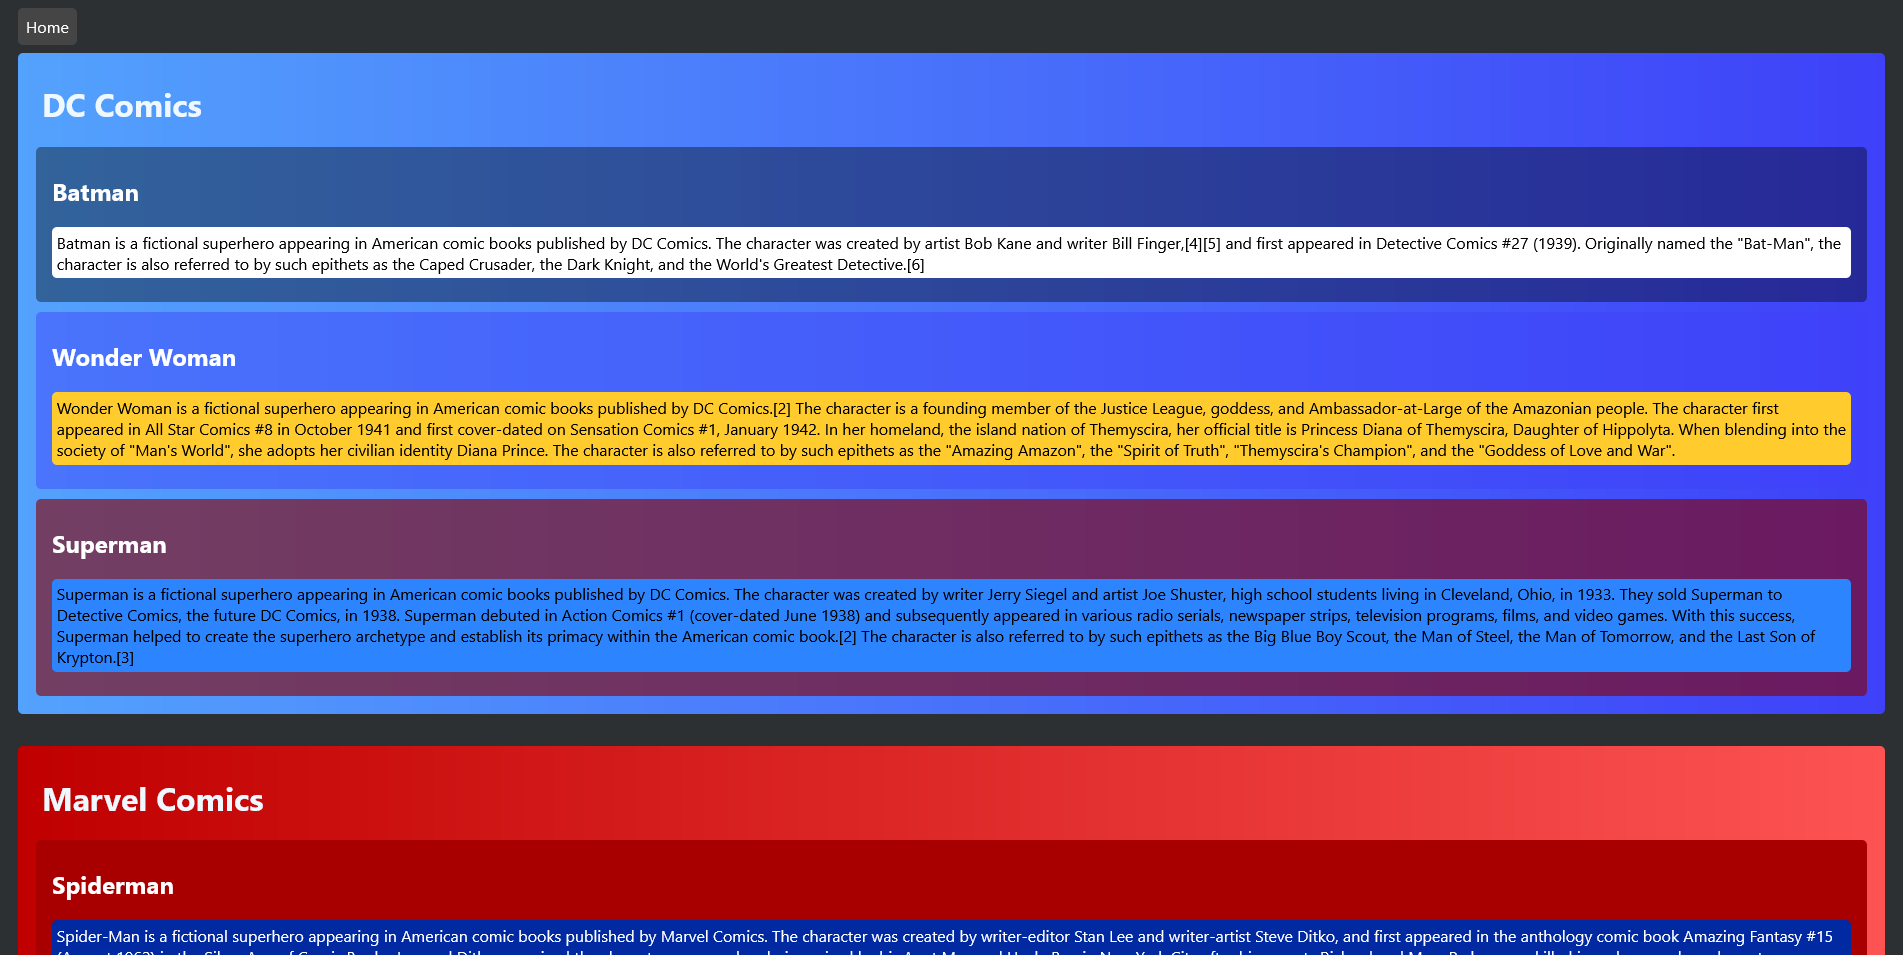 Home
DC Comics
Batman
Batman is a fictional superhero appearing in American comic books published by DC Comics. The character was created by artist Bob Kane and writer Bill Finger,[4][5] and first appeared in Detective Comics #27 (1939). Originally named the "Bat-Man", the
character is also referred to by such epithets as the Caped Crusader, the Dark Knight, and the World's Greatest Detective.[6]
Wonder Woman
Wonder Woman is a fictional superhero appearing in American comic books published by DC Comics.[2] The character is a founding member of the Justice League, goddess, and Ambassador-at-Large of the Amazonian people. The character first
appeared in All Star Comics #8 in October 1941 and first cover-dated on Sensation Comics #1, January 1942. In her homeland, the island nation of Themyscira, her official title is Princess Diana of Themyscira, Daughter of Hippolyta. When blending into the
society of "Man's World", she adopts her civilian identity Diana Prince. The character is also referred to by such epithets as the "Amazing Amazon", the "Spirit of Truth", "Themyscira's Champion", and the "Goddess of Love and War".
Superman
Superman is a fictional superhero appearing in American comic books published by DC Comics. The character was created by writer Jerry Siegel and artist Joe Shuster, high school students living in Cleveland, Ohio, in 1933. They sold Superman to
Detective Comics, the future DC Comics, in 1938. Superman debuted in Action Comics #1 (cover-dated June 1938) and subsequently appeared in various radio serials, newspaper strips, television programs, films, and video games. With this success,
Superman helped to create the superhero archetype and establish its primacy within the American comic book.[2] The character is also referred to by such epithets as the Big Blue Boy Scout, the Man of Steel, the Man of Tomorrow, and the Last Son of
Krypton.[3]
Marvel Comics
Spiderman
Spider-Man is a fictional superhero appearing in American comic books published by Marvel Comics. The character was created by writer-editor Stan Lee and writer-artist Steve Ditko, and first appeared in the anthology comic book Amazing Fantasy #15